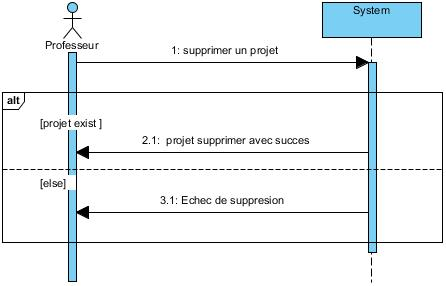 System
Professeur
1: supprimer un projet
alt
[projet exist ]
2.1:  projet supprimer avec succes
[else]
3.1: Echec de suppresion